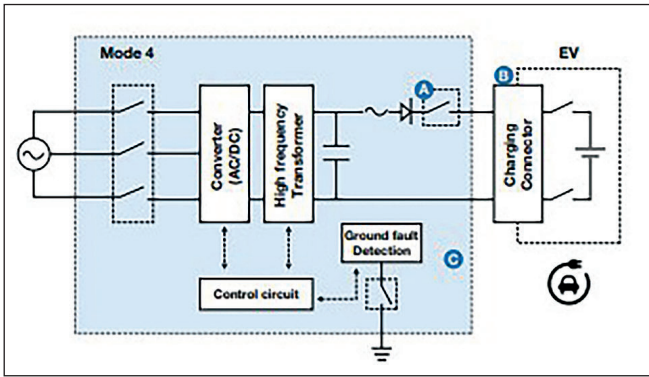 Mode 4
EV
A
B
Converter
(AC/DC)
High frequency
Transformer
Charging
Connector
Ground fault
Detection
C
Control circuit